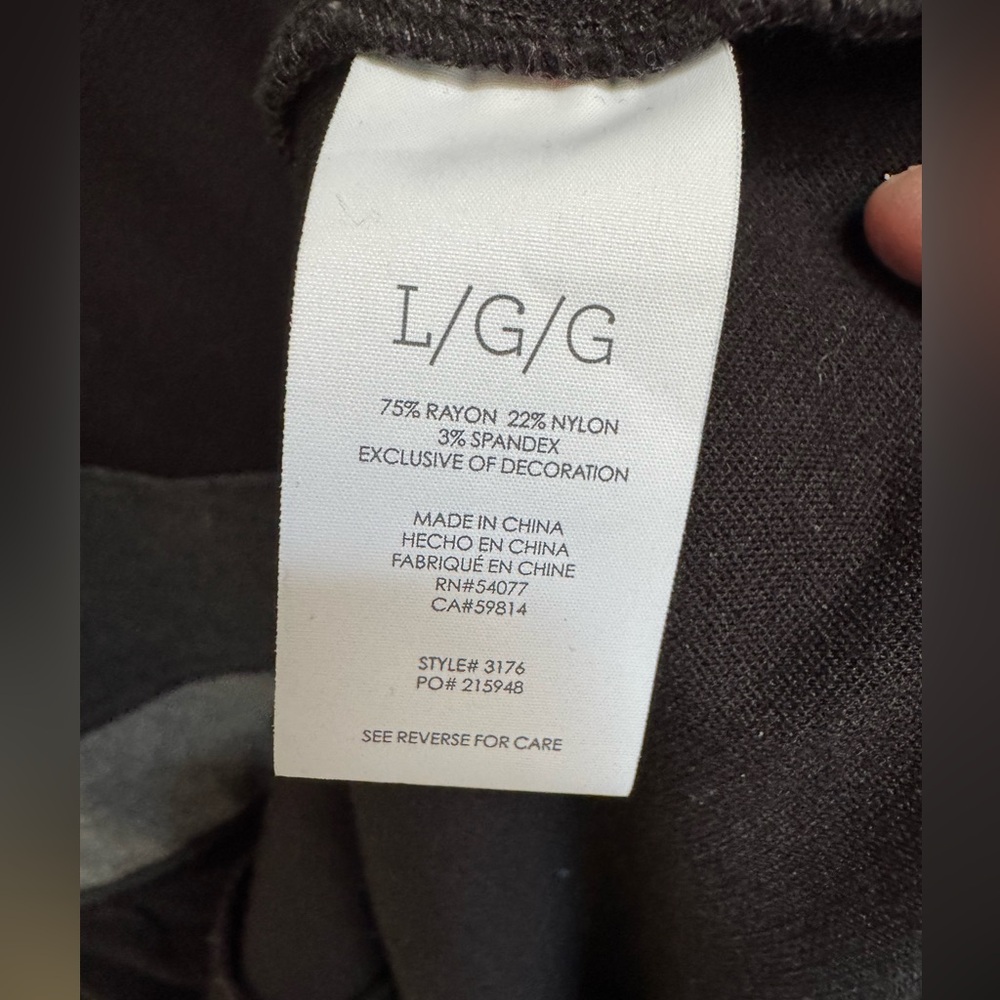 L/G/G
75% RAYON 22% NYLON
3% SPANDEX
EXCLUSIVE OF DECORATION
MADE IN CHINA
HECHO EN CHINA
FABRIQUÉ EN CHINE
RN#54077
CA#59814
STYLE# 3176
PO# 215948
SEE REVERSE FOR CARE